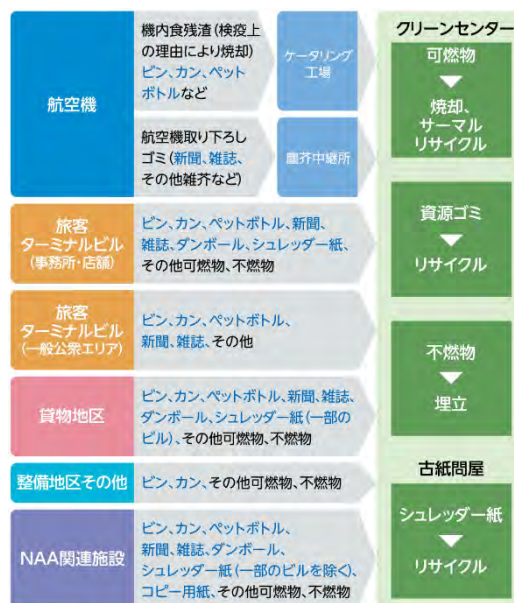 航空機
機内食残渣(検疫上
の理由により焼却)
ビン、カン、ペット
ボトルなど
ケータリング
工場
航空機取り下ろし
ゴミ(新聞、雑誌、
その他雑芥など)
塵芥中継所
旅客
ターミナルビル
(事務所・店舗)
ビン、カン、ペットボトル、新聞、
雑誌、ダンボール、シュレッダー紙、
その他可燃物、不燃物
旅客
ターミナルビル
(一般公衆エリア)
ビン、カン、ペットボトル、
新聞、雑誌、その他
貨物地区
ビン、カン、ペットボトル、新聞、雑誌、
ダンボール、シュレッダー紙(一部の
ビル)、その他可燃物、不燃物
整備地区その他
ビン、カン、その他可燃物、不燃物
NAA関連施設
ビン、カン、ペットボトル、
新聞、雑誌、ダンボール、
シュレッダー紙(一部のビルを除く)、
コピー用紙、その他可燃物、不燃物
クリーンセンター
可燃物
焼却、
サーマル
リサイクル
資源ゴミ
リサイクル
不燃物
埋立
古紙問屋
シュレッダー紙
リサイクル